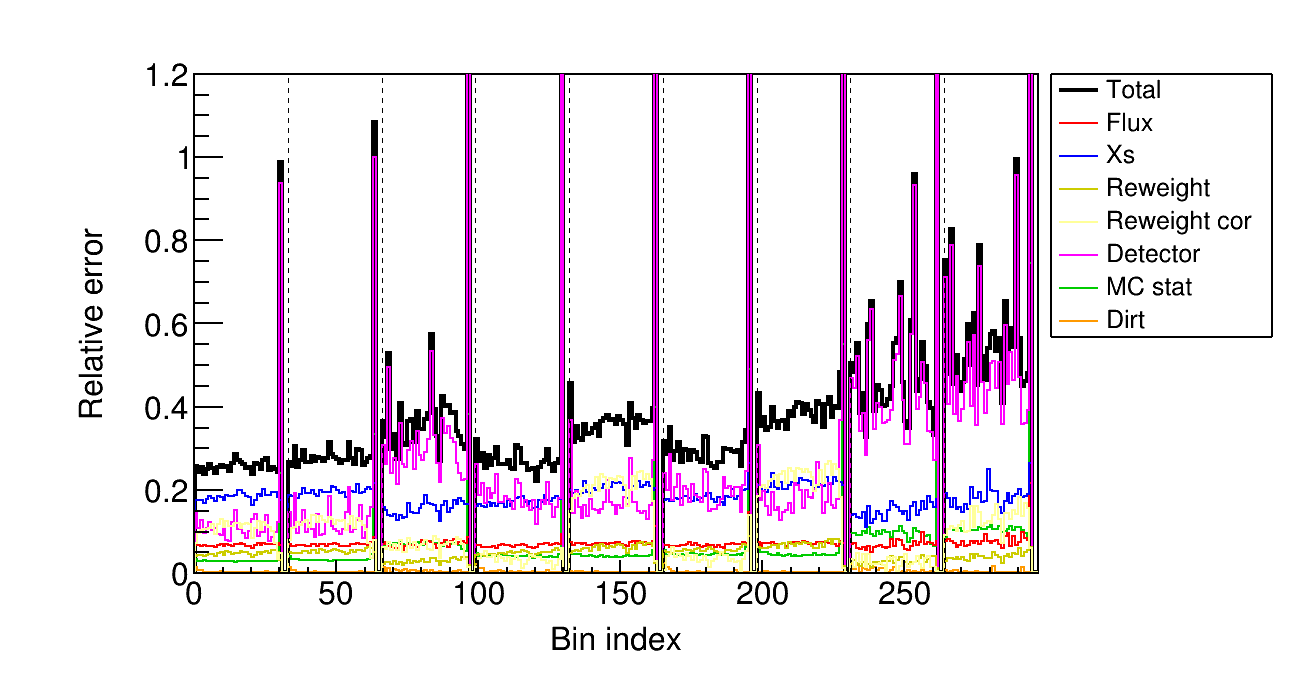 1.2
1
0.8
0.6
0.4
0.2
0
Relative error
0 50 100 150 200 250
Bin index
Total
Flux
Xs
Reweight
Reweight cor
Detector
MC stat
Dirt